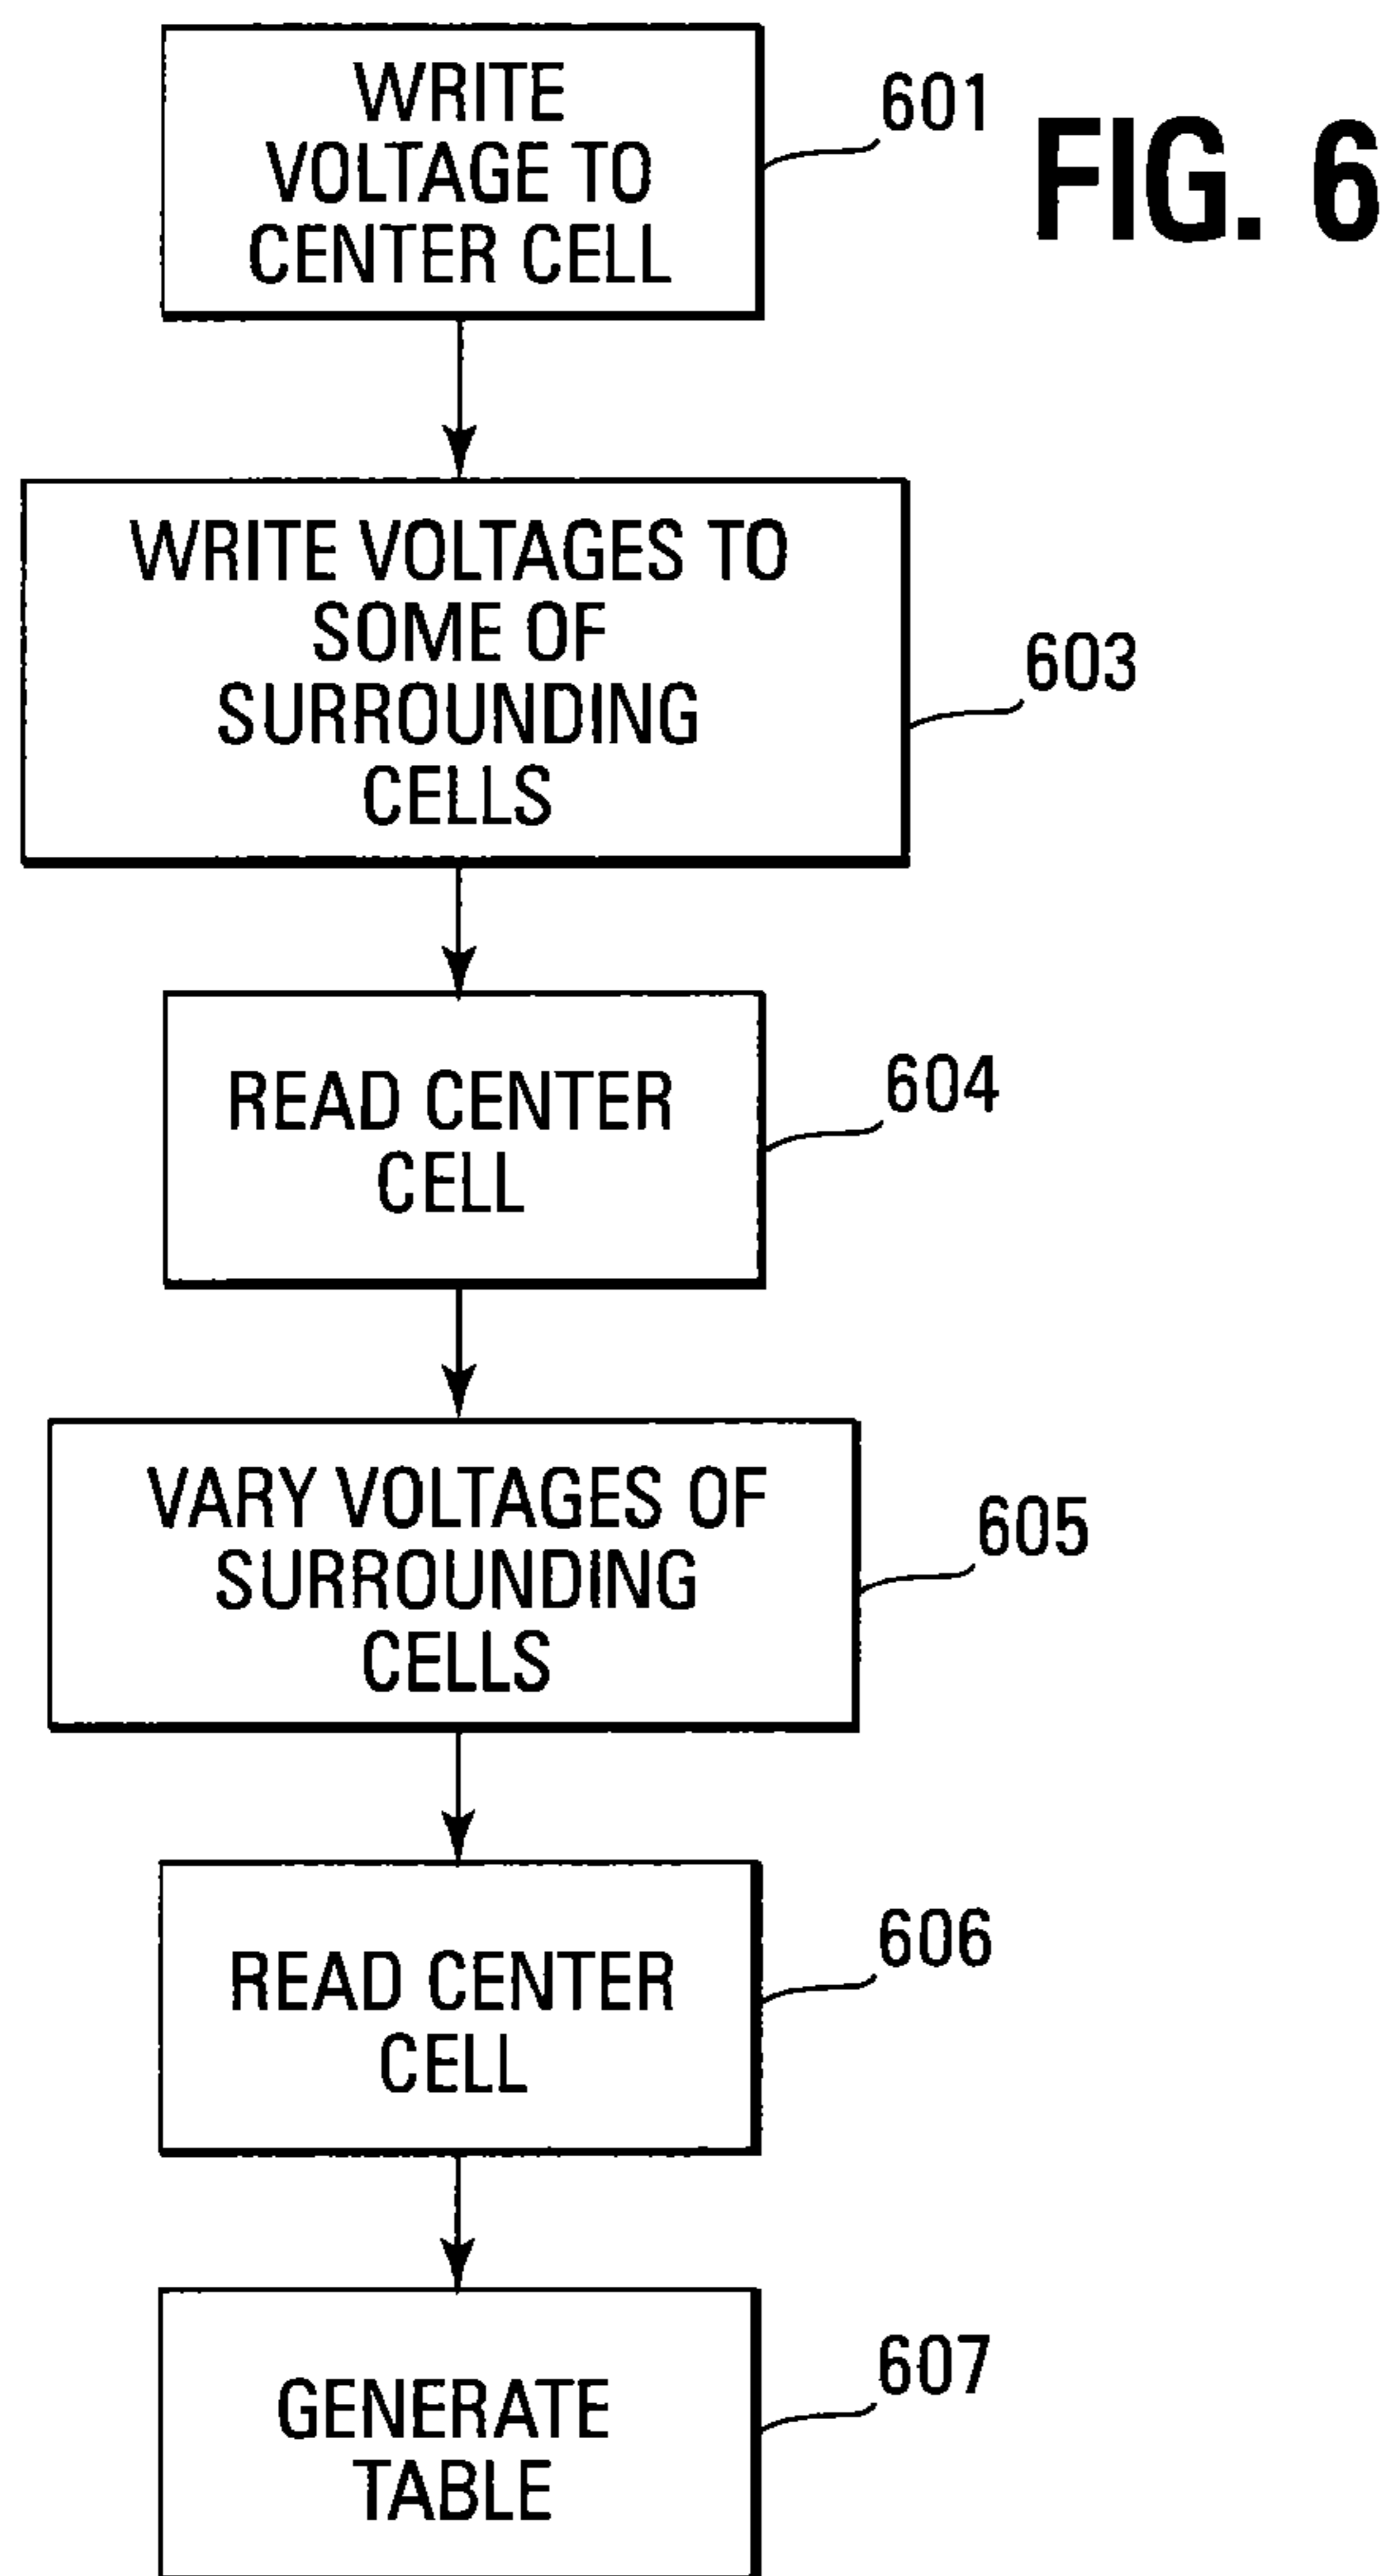 WRITE
VOLTAGE TO
CENTER CELL
601
FIG. 6
WRITE VOLTAGES TO
SOME OF
SURROUNDING
CELLS
603
READ CENTER
CELL
604
VARY VOLTAGES OF
SURROUNDING
CELLS
605
READ CENTER
CELL
606
GENERATE
TABLE
607